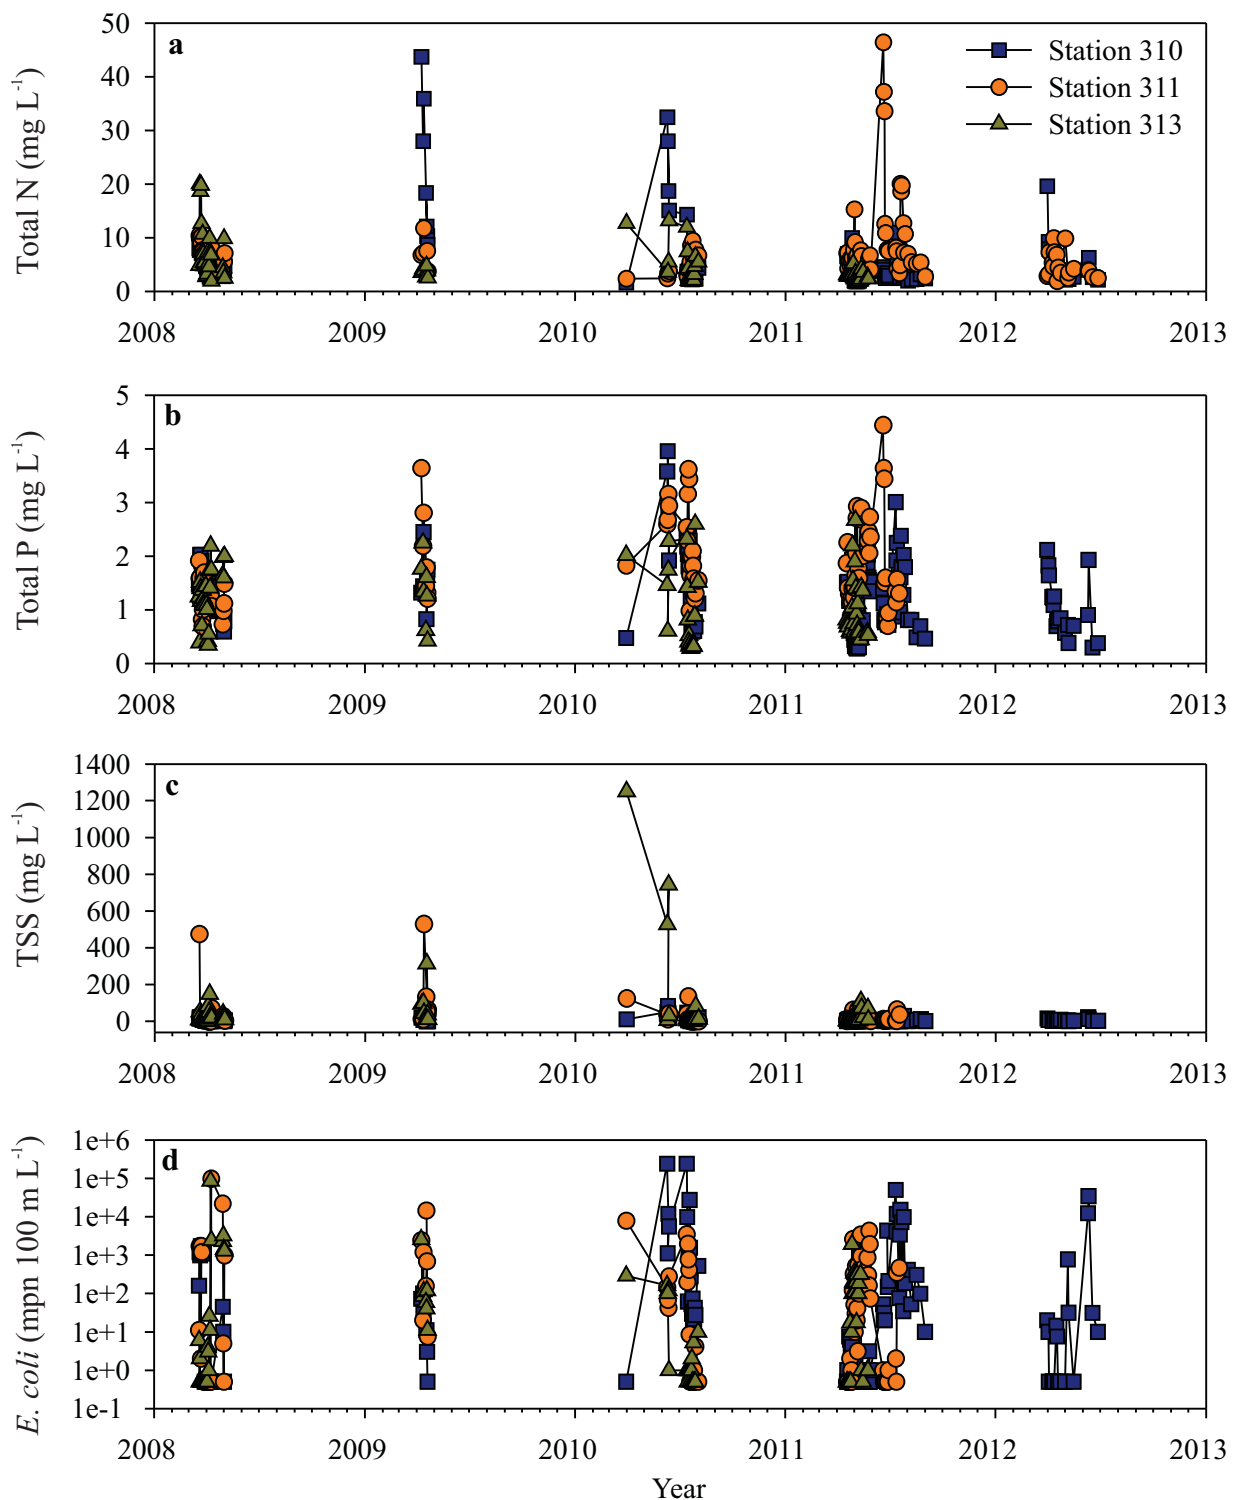 50
40
30
20
10
0
Total N (mg L-1)
a
Station 310
Station 311
Station 313
2008 2009 2010 2011 2012 2013
5
4
3
2
1
0
Total P (mg L-1)
b
2008 2009 2010 2011 2012 2013
1400
1200
1000
800
600
400
200
0
TSS (mg L-1)
c
2008 2009 2010 2011 2012 2013
1e+6
1e+5
1e+4
1e+3
1e+2
1e+1
1e+0
1e-1
E. coli (mpn 100 m L-1)
d
2008 2009 2010 2011 2012 2013
Year